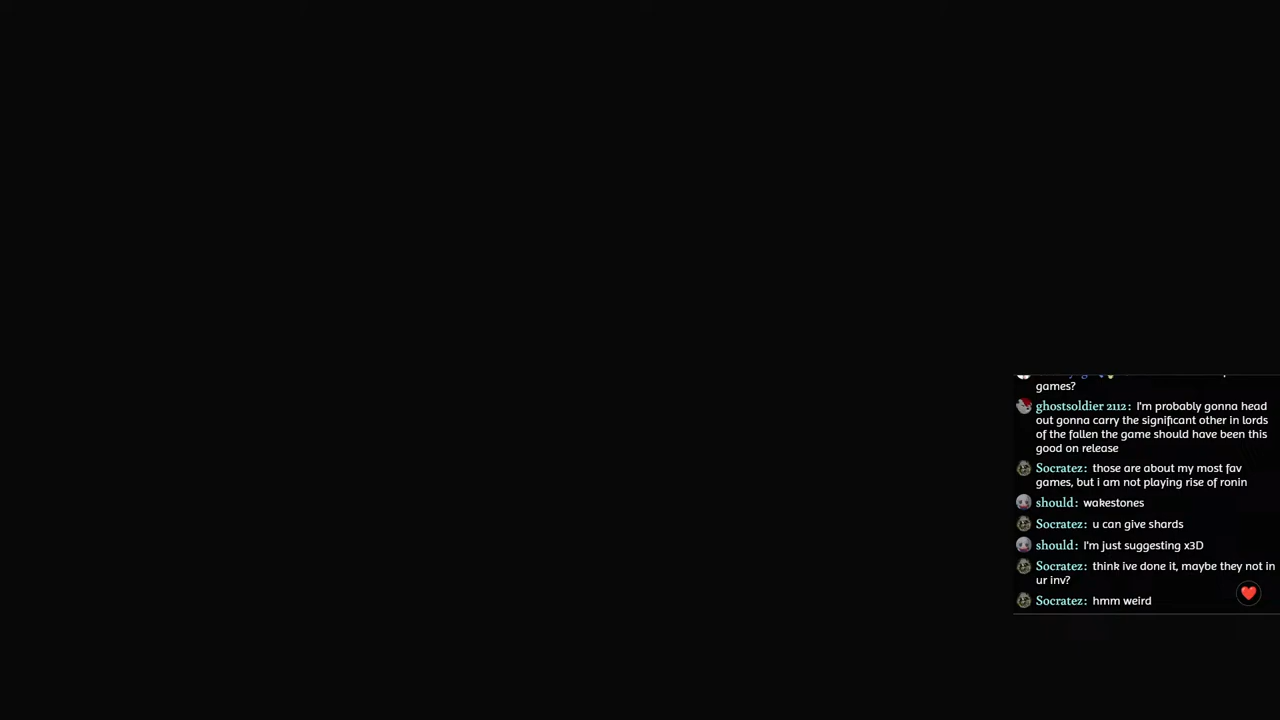 games?
ghostsoldier 2112: I'm probably gonna head
out gonna carry the significant other in lords
of the fallen the game should have been this
good on release
Socratez: those are about my most fav
games, but i am not playing rise of ronin
should: wakestones
Socratez: u can give shards
should: I'm just suggesting x3D
Socratez: think ive done it, maybe they not in
ur inv?
Socratez: hmm weird